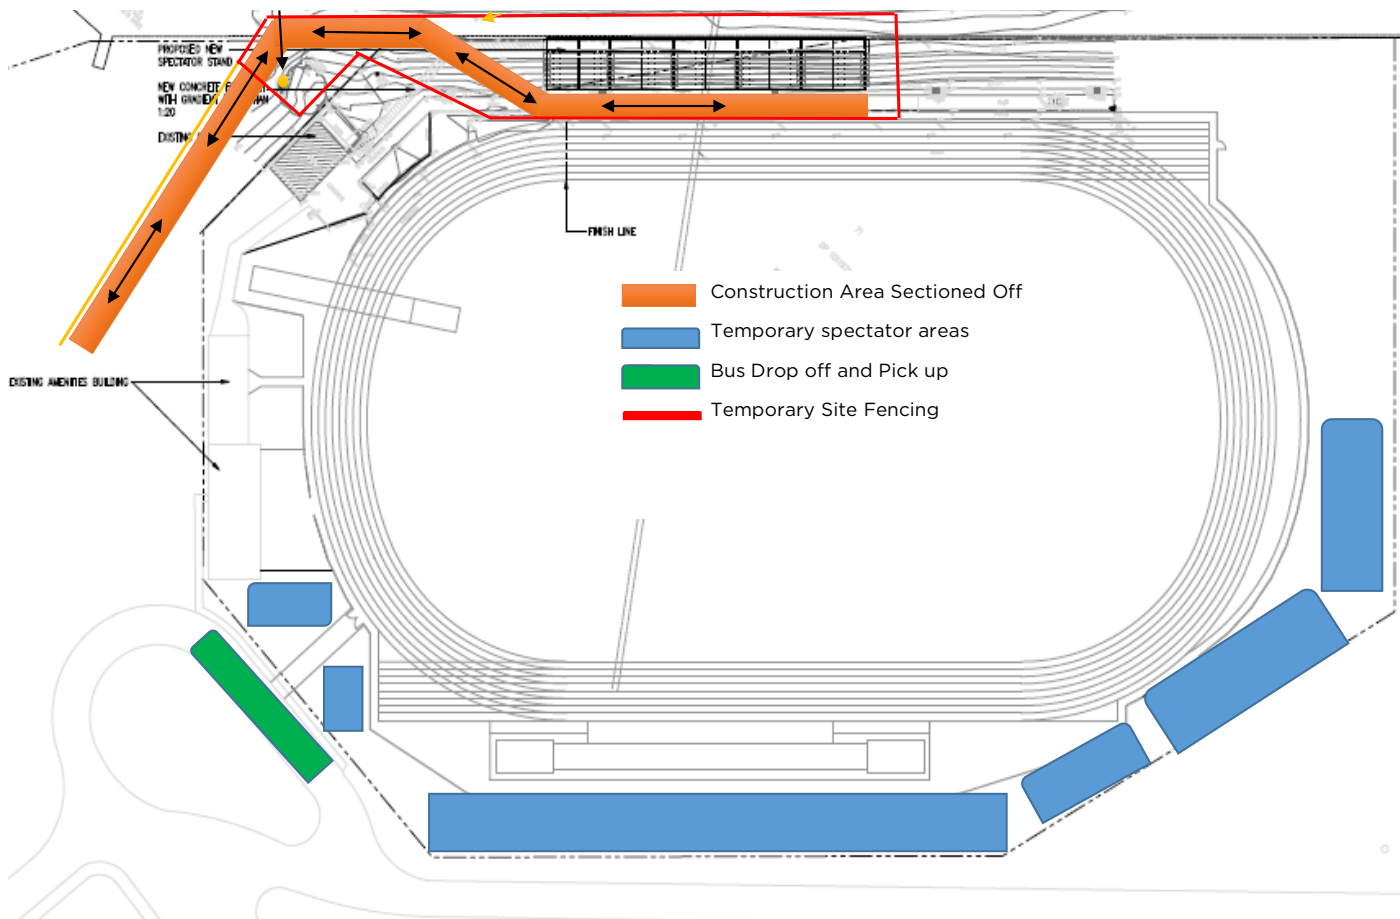 PROPOSED NEW
SPECTATOR STAND
NEW CONCRETE
WITH GRADIENT
1:20
EXISTING
FINISH LINE
Construction Area Sectioned Off
Temporary spectator areas
Bus Drop off and Pick up
Temporary Site Fencing
EXISTING AMENITIES BUILDING